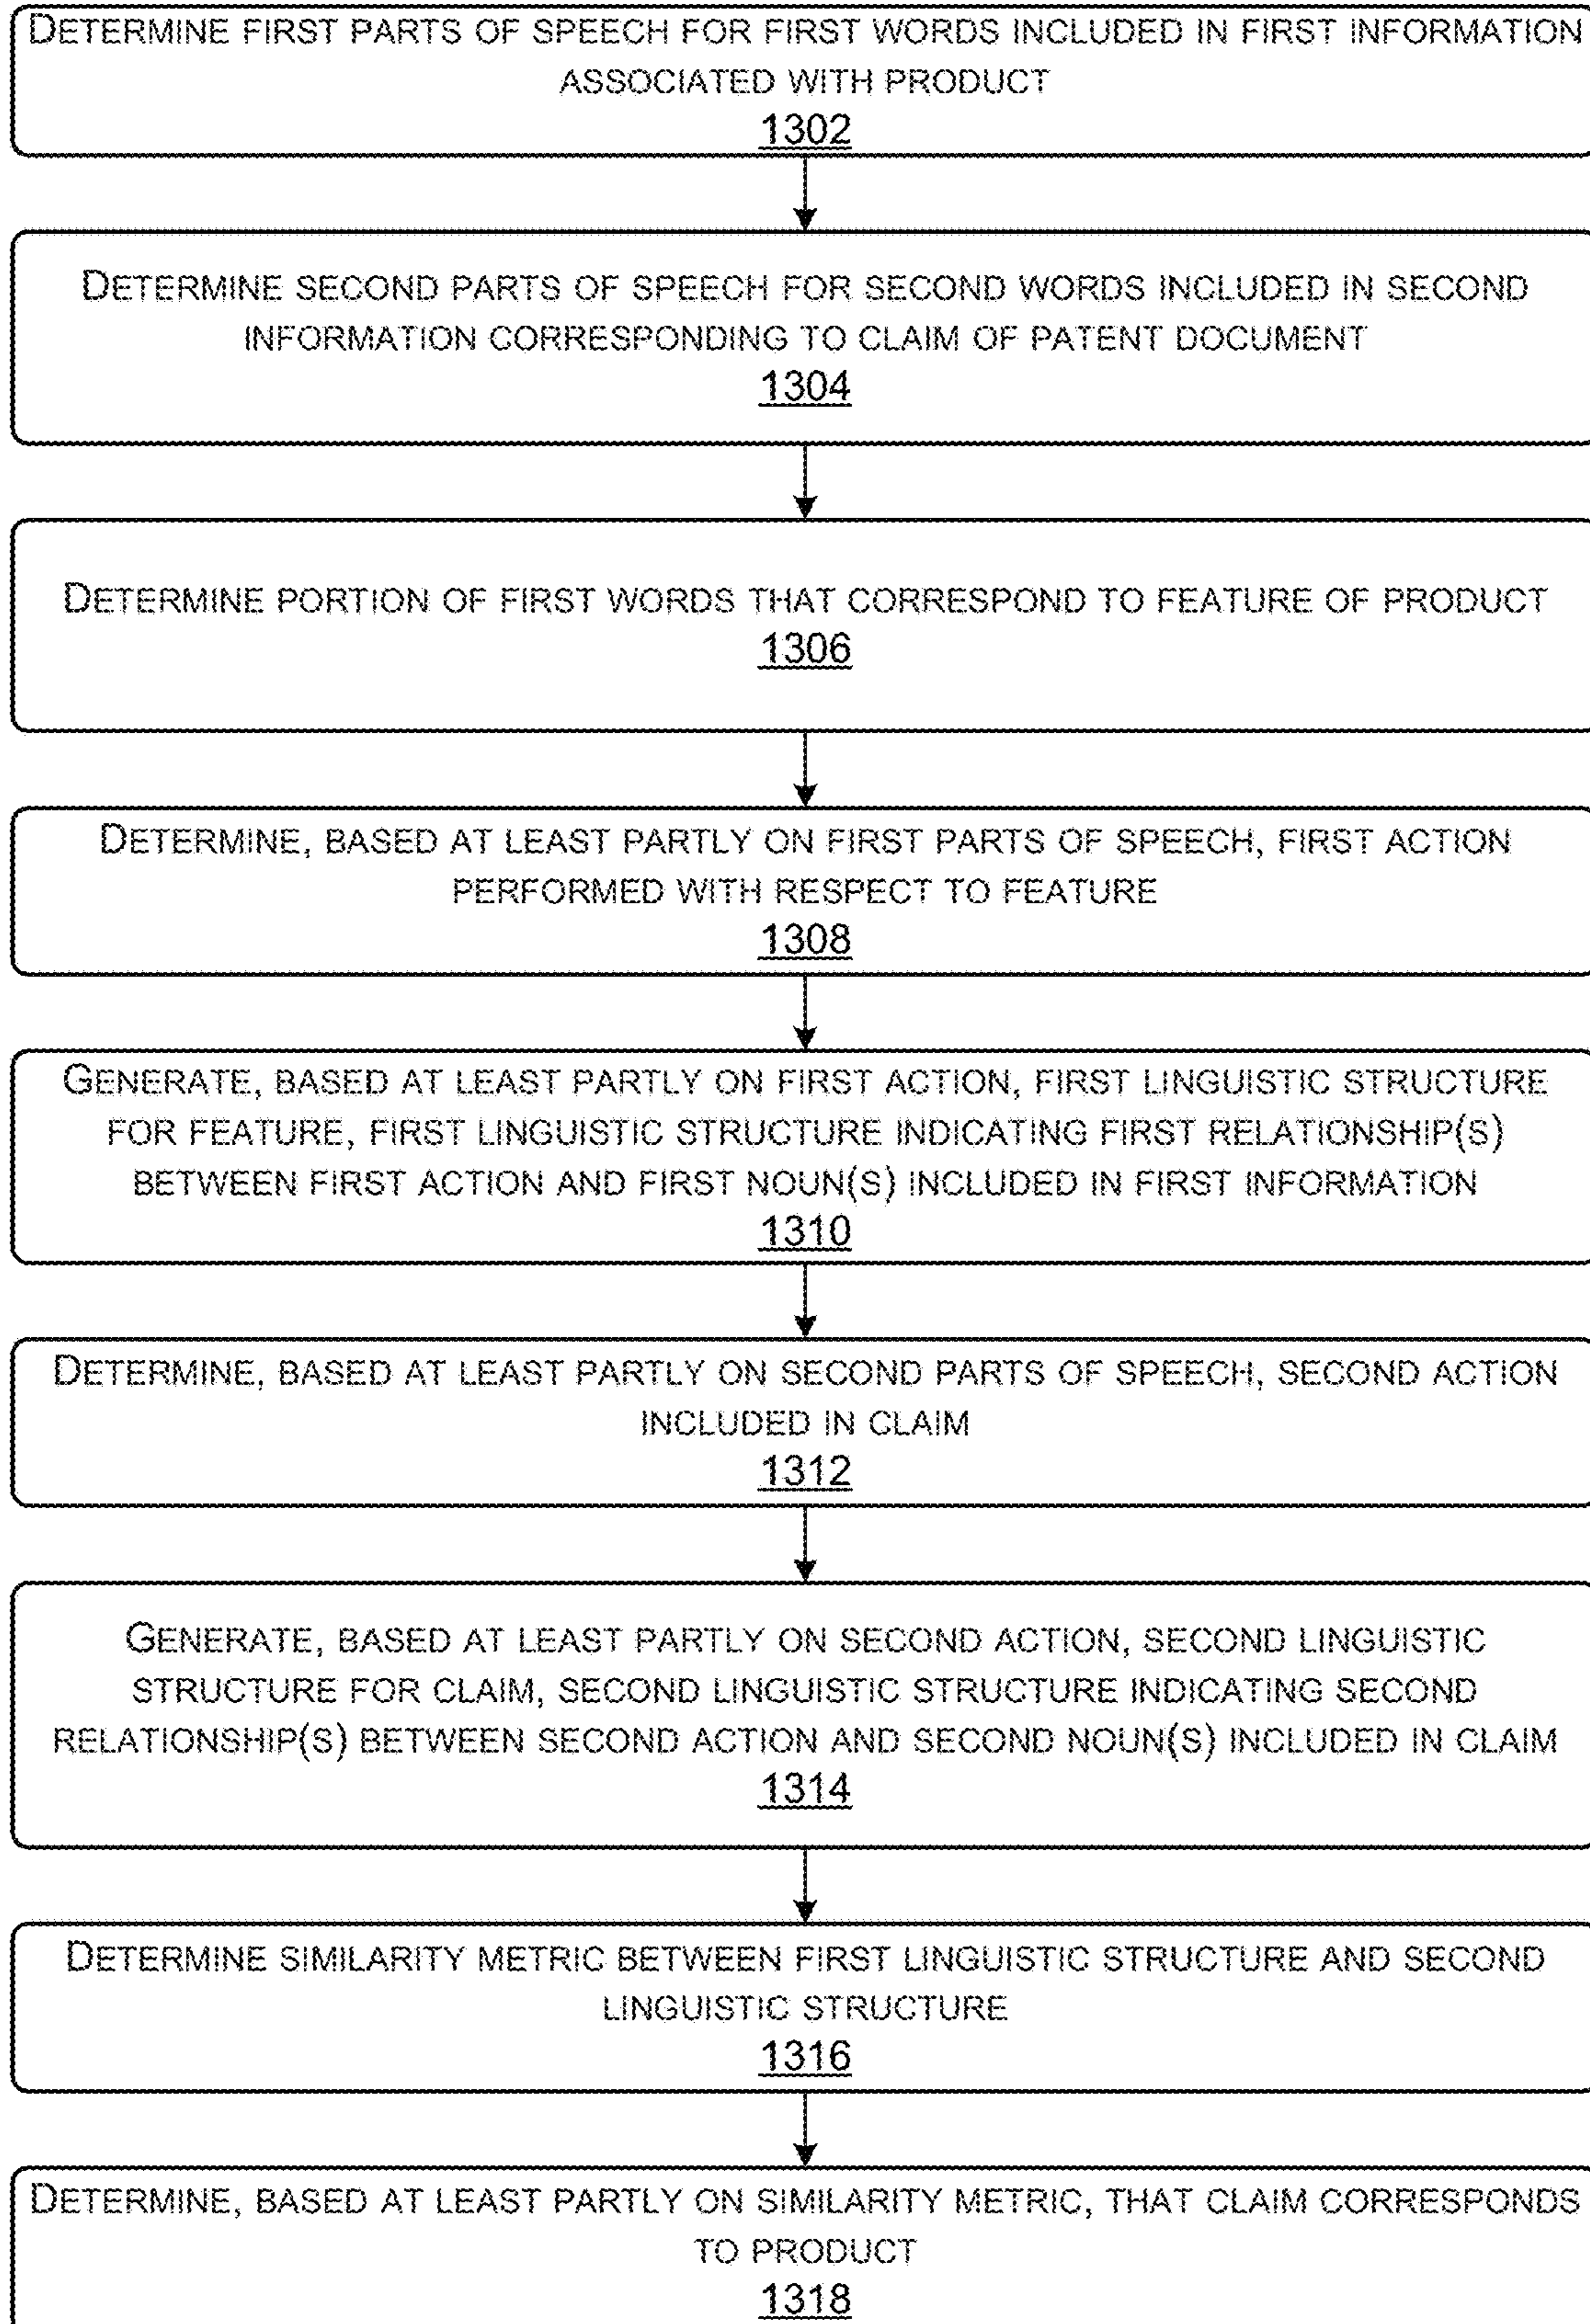 DETERMINE FIRST PARTS OF SPEECH FOR FIRST WORDS INCLUDED IN FIRST INFORMATION
ASSOCIATED WITH PRODUCT
1302
DETERMINE SECOND PARTS OF SPEECH FOR SECOND WORDS INCLUDED IN SECOND
INFORMATION CORRESPONDING TO CLAIM OF PATENT DOCUMENT
1304
DETERMINE PORTION OF FIRST WORDS THAT CORRESPOND TO FEATURE OF PRODUCT
1306
DETERMINE, BASED AT LEAST PARTLY ON FIRST PARTS OF SPEECH, FIRST ACTION
PERFORMED WITH RESPECT TO FEATURE
1308
GENERATE, BASED AT LEAST PARTLY ON FIRST ACTION, FIRST LINGUISTIC STRUCTURE
FOR FEATURE, FIRST LINGUISTIC STRUCTURE INDICATING FIRST RELATIONSHIP(S)
BETWEEN FIRST ACTION AND FIRST NOUN(S) INCLUDED IN FIRST INFORMATION
1310
DETERMINE, BASED AT LEAST PARTLY ON SECOND PARTS OF SPEECH, SECOND ACTION
INCLUDED IN CLAIM
1312
GENERATE, BASED AT LEAST PARTLY ON SECOND ACTION, SECOND LINGUISTIC
STRUCTURE FOR CLAIM, SECOND LINGUISTIC STRUCTURE INDICATING SECOND
RELATIONSHIP(S) BETWEEN SECOND ACTION AND SECOND NOUN(S) INCLUDED IN CLAIM
1314
DETERMINE SIMILARITY METRIC BETWEEN FIRST LINGUISTIC STRUCTURE AND SECOND
LINGUISTIC STRUCTURE
1316
DETERMINE, BASED AT LEAST PARTLY ON SIMILARITY METRIC, THAT CLAIM CORRESPONDS
TO PRODUCT
1318